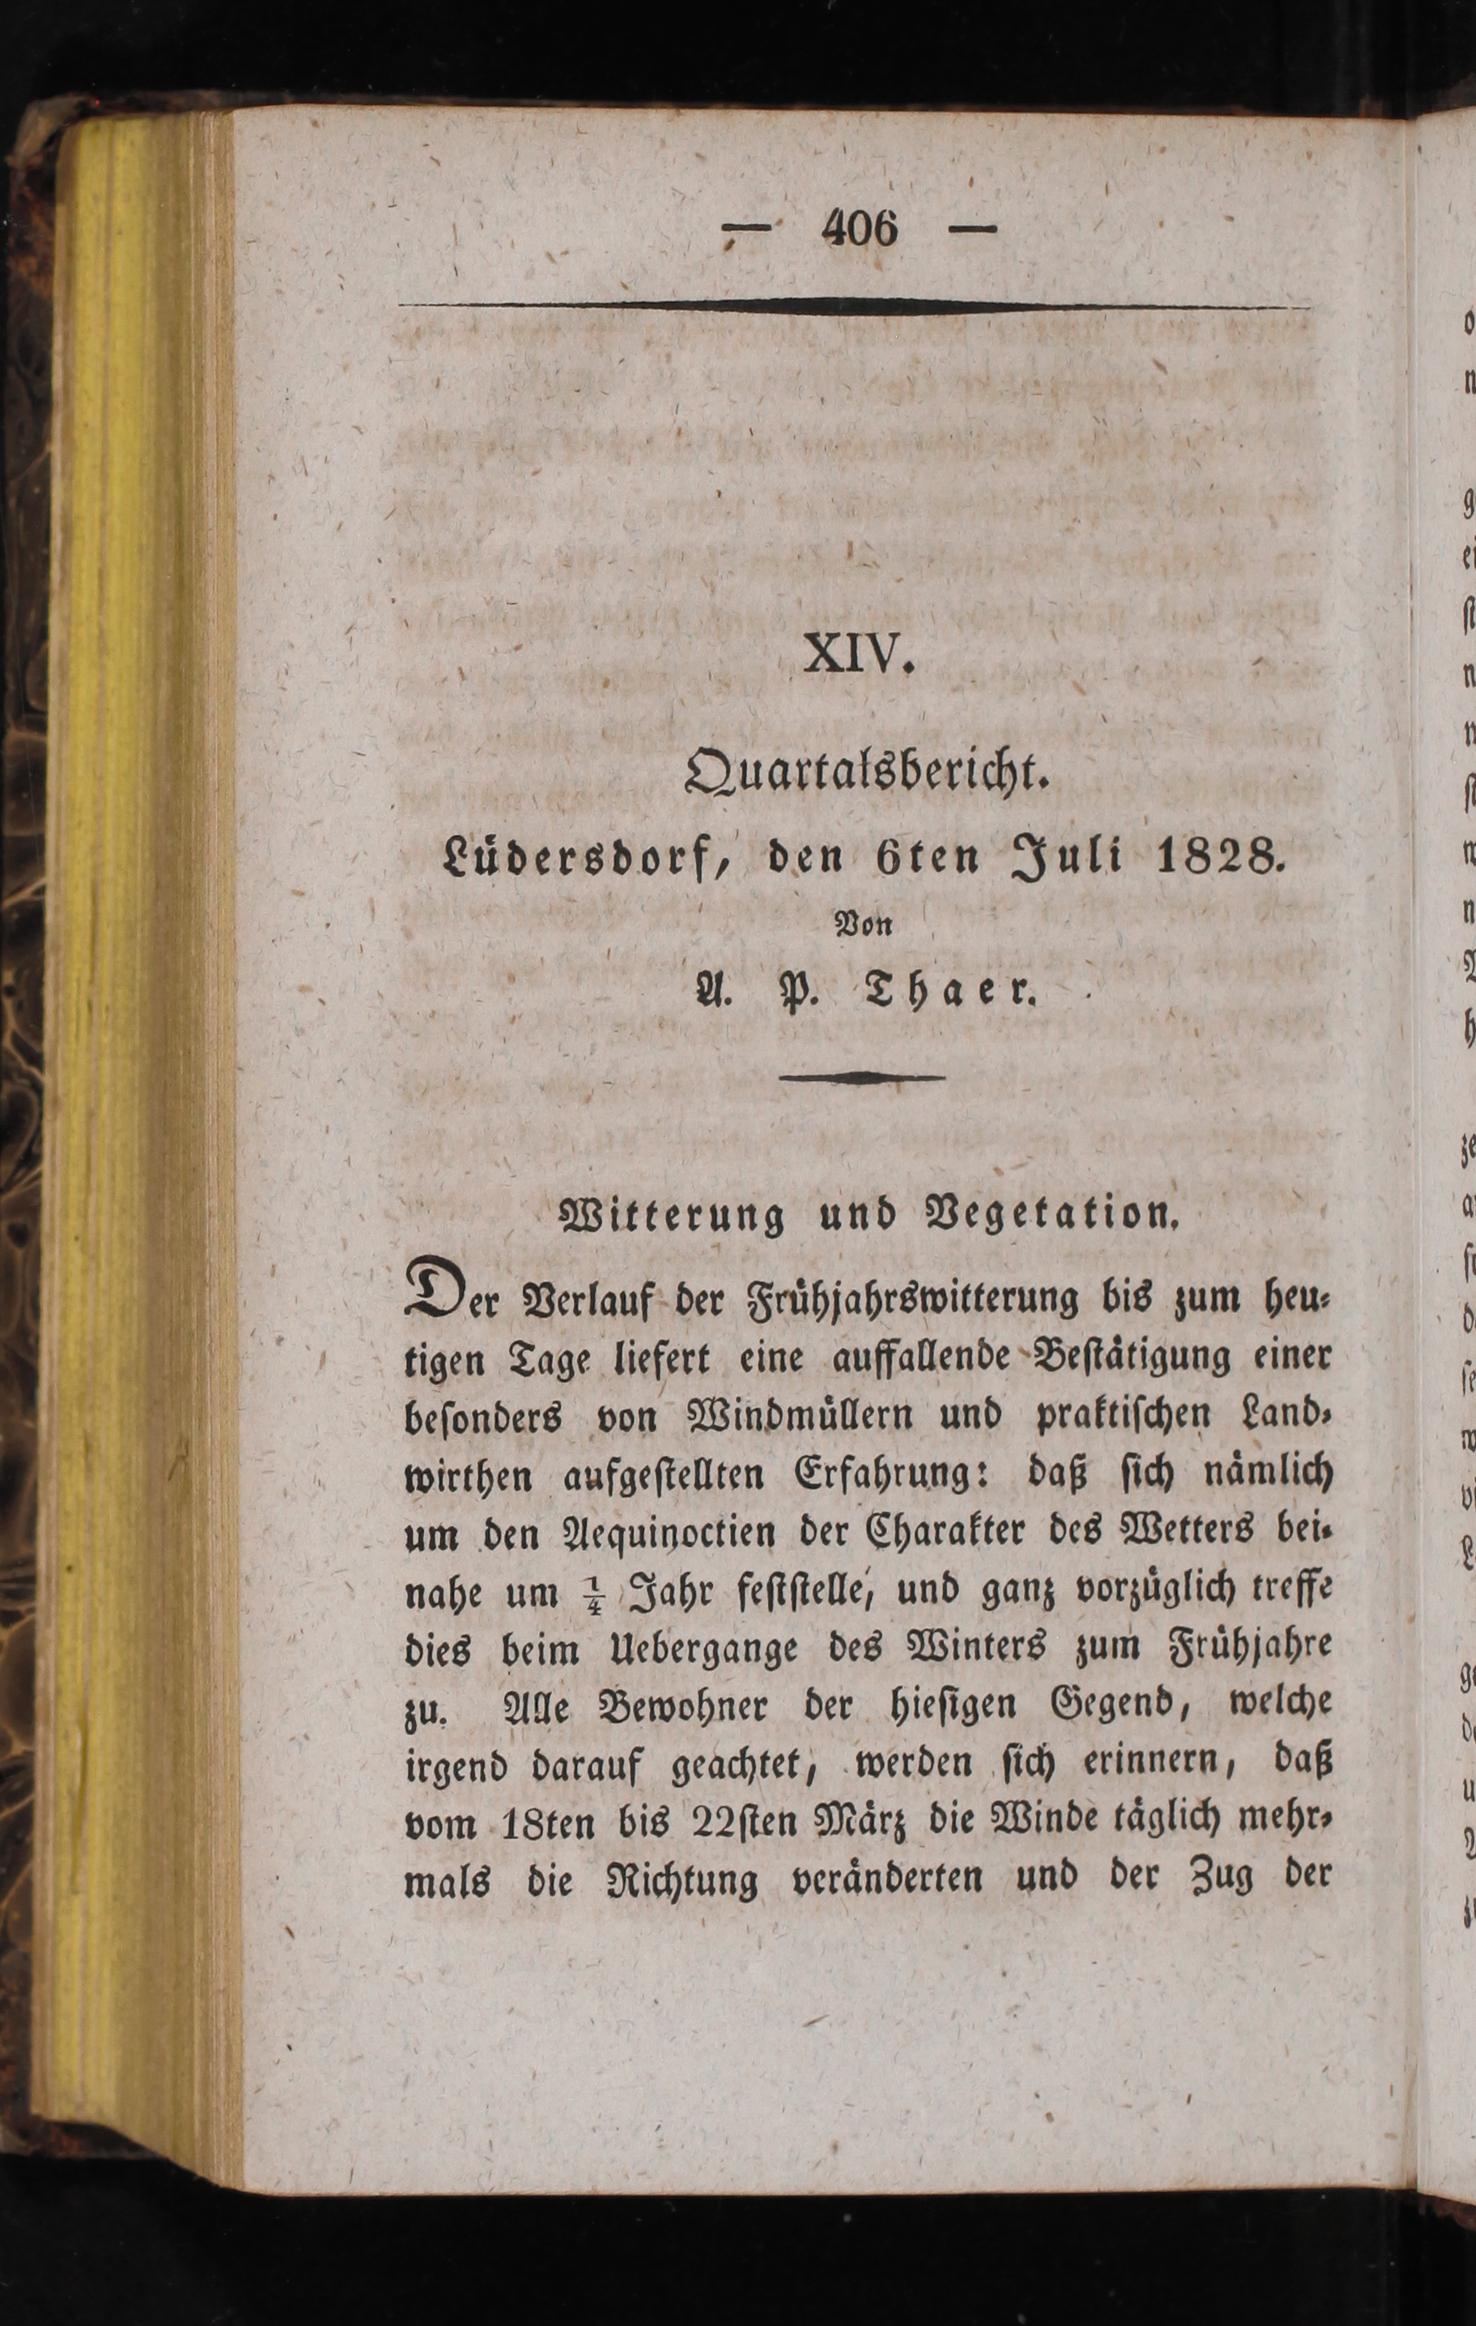 — 406 —
XIV.
Quartalsbericht.
Lüdersdorf, den 6ten Juli 1828.
Von
A. P. Thaer.
Witterung und Vegetation.
Der Verlauf der Frühjahrswitterung bis zum heu-
tigen Tage liefert eine auffallende Bestätigung einer
besonders von Windmüllern und praktischen Land-
wirthen aufgestellten Erfahrung: daß sich nämlich
um den Aequinoctien der Charakter des Wetters bei-
nahe um ¼ Jahr feststelle, und ganz vorzüglich treffe
dies beim Uebergange des Winters zum Frühjahre
zu. Alle Bewohner der hiesigen Gegend, welche
irgend darauf geachtet, werden sich erinnern, daß
vom 18ten bis 22sten März die Winde täglich mehr-
mals die Richtung veränderten und der Zug der